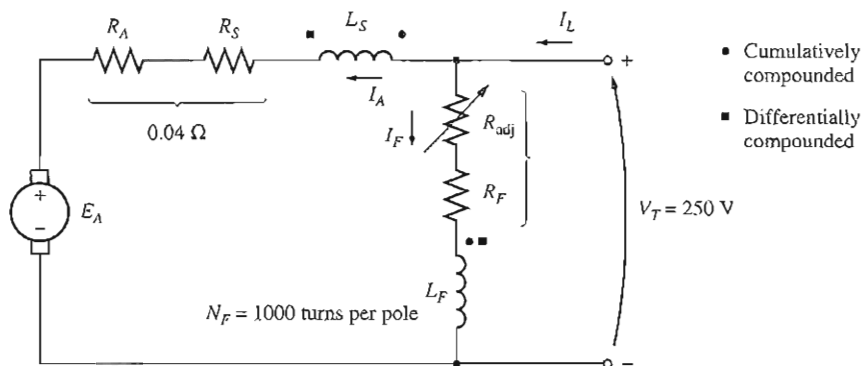 R_A
R_S
L_S
I_L
+
• Cumulatively
compounded
I_A
0.04 Ω
I_F
R_adj
■ Differentially
compounded
+
E_A
−
R_F
V_T = 250 V
N_F = 1000 turns per pole
L_F
−